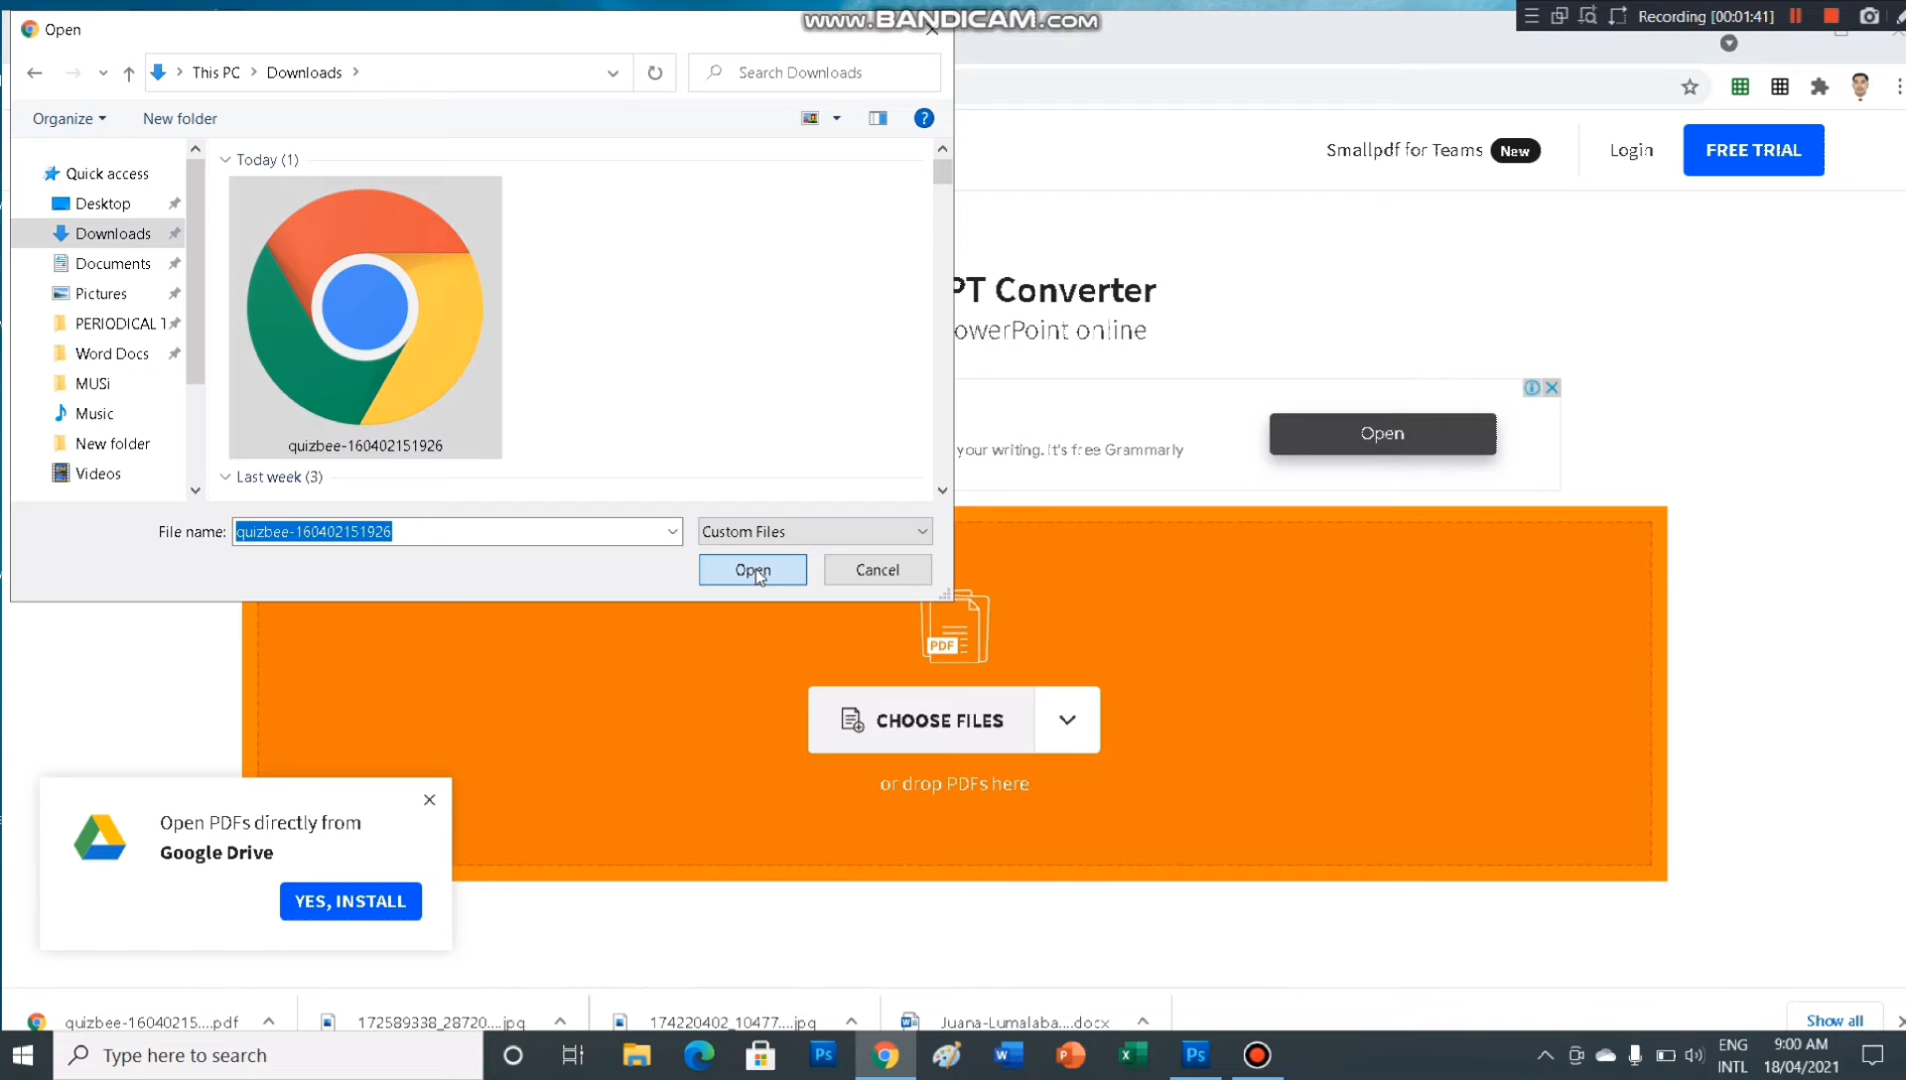 Open
www.BANDICAM.com
Recording [00:01:41]
This PC
Downloads
Search Downloads
Organize
New folder
Quick access
Desktop
Downloads
Documents
Pictures
PERIODICAL T
Word Docs
MUSi
Music
New folder
Videos
Today (1)
quizbee-160402151926
Last week (3)
File name:
quizbee-160402151926
Custom Files
Open
Cancel
Smallpdf for Teams
New
Login
FREE TRIAL
PT Converter
owerPoint online
your writing. It's free Grammarly
Open
PDF
CHOOSE FILES
or drop PDFs here
Open PDFs directly from
Google Drive
YES, INSTALL
quizbee-16040215....pdf
172589338_28720....jpg
174220402_10477....jpg
Juana-Lumalaba....docx
Show all
Type here to search
Ps
W
P
X
Ps
ENG
INTL
9:00 AM
18/04/2021